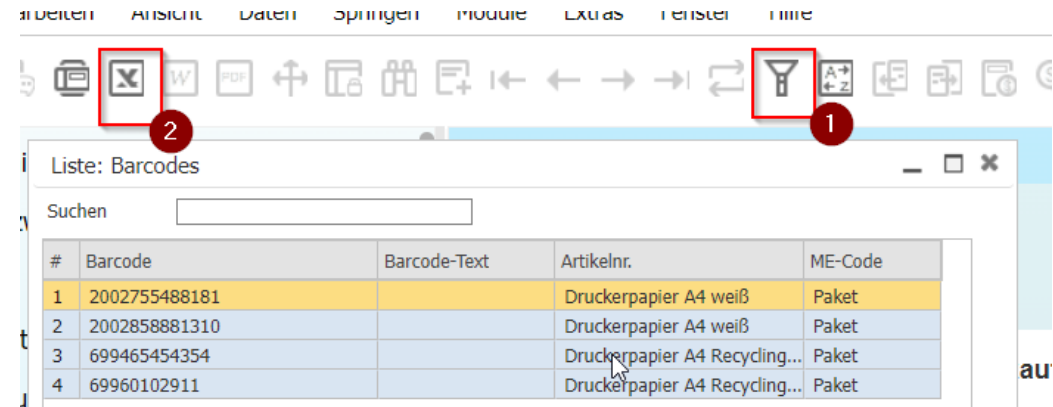 Ansicht Daten Springen Module Extras Fenster Hilfe
W PDF A Z
2 1
Liste: Barcodes
Suchen
# Barcode Barcode-Text Artikelnr. ME-Code
1 2002755488181 Druckerpapier A4 weiß Paket
2 2002858881310 Druckerpapier A4 weiß Paket
3 699465454354 Druckerpapier A4 Recycling... Paket
4 69960102911 Druckerpapier A4 Recycling... Paket